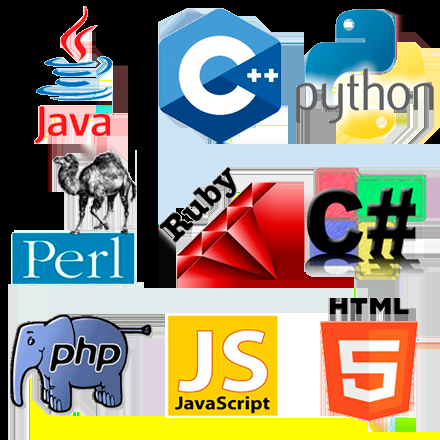 Java
C++
python
Perl
Ruby
C#
php
JS
JavaScript
HTML
5